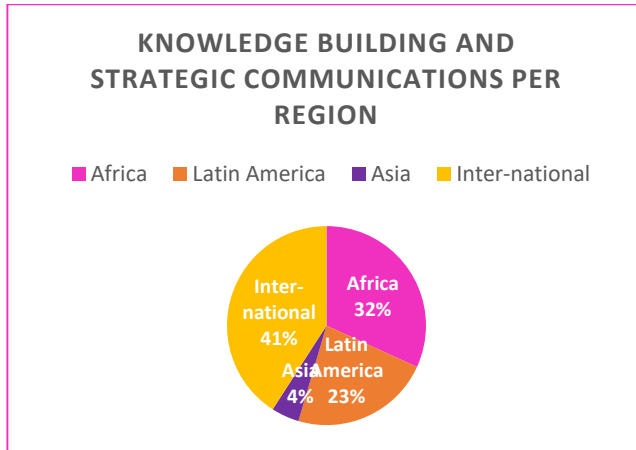 KNOWLEDGE BUILDING AND
STRATEGIC COMMUNICATIONS PER
REGION
Africa Latin America Asia Inter-national
Africa
32%
Latin
America
23%
Asia
4%
Inter-
national
41%